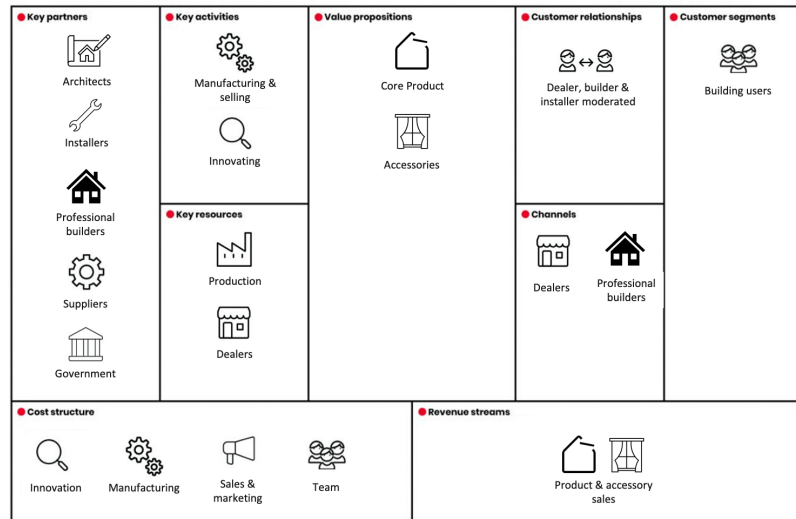 Key partners
Architects
Installers
Professional
builders
Suppliers
Government
Key activities
Manufacturing &
selling
Innovating
Key resources
Production
Dealers
Value propositions
Core Product
Accessories
Customer relationships
Dealer, builder &
installer moderated
Channels
Dealers
Professional
builders
Customer segments
Building users
Cost structure
Innovation
Manufacturing
Sales &
marketing
Team
Revenue streams
Product & accessory
sales